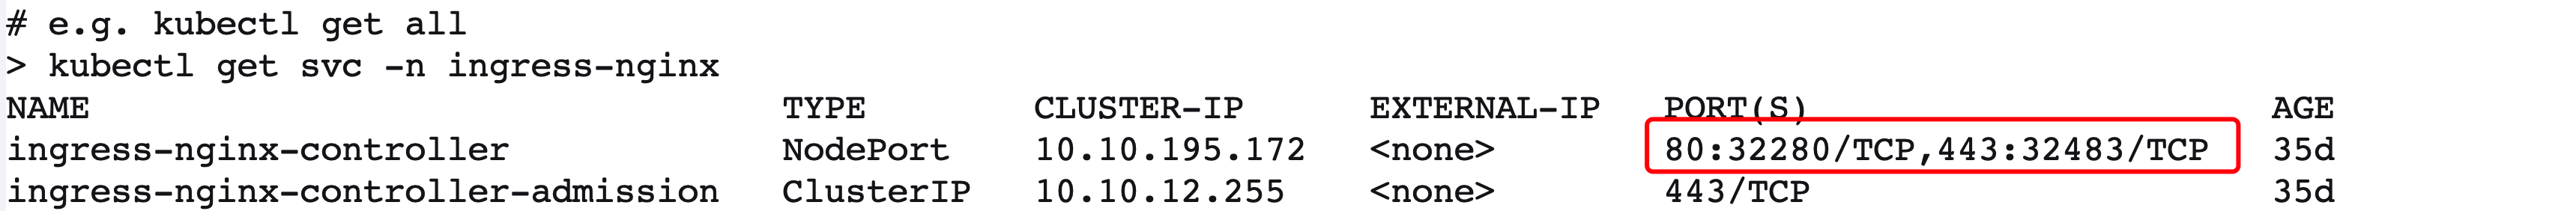 # e.g. kubectl get all
> kubectl get svc -n ingress-nginx
NAME TYPE CLUSTER-IP EXTERNAL-IP PORT(S) AGE
ingress-nginx-controller NodePort 10.10.195.172 <none> 80:32280/TCP,443:32483/TCP 35d
ingress-nginx-controller-admission ClusterIP 10.10.12.255 <none> 443/TCP 35d